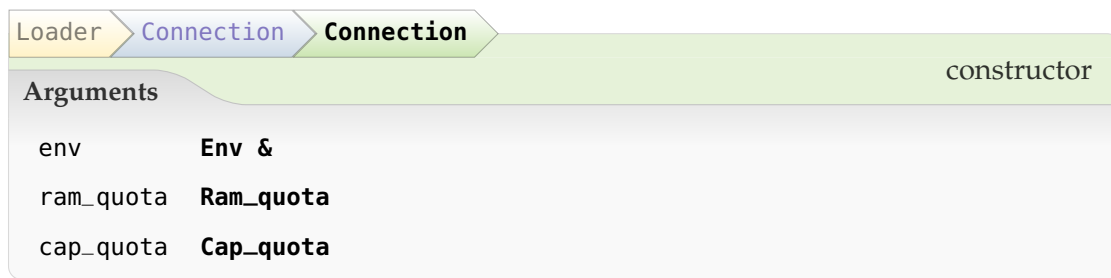 Loader Connection Connection
constructor
Arguments
env Env &
ram_quota Ram_quota
cap_quota Cap_quota